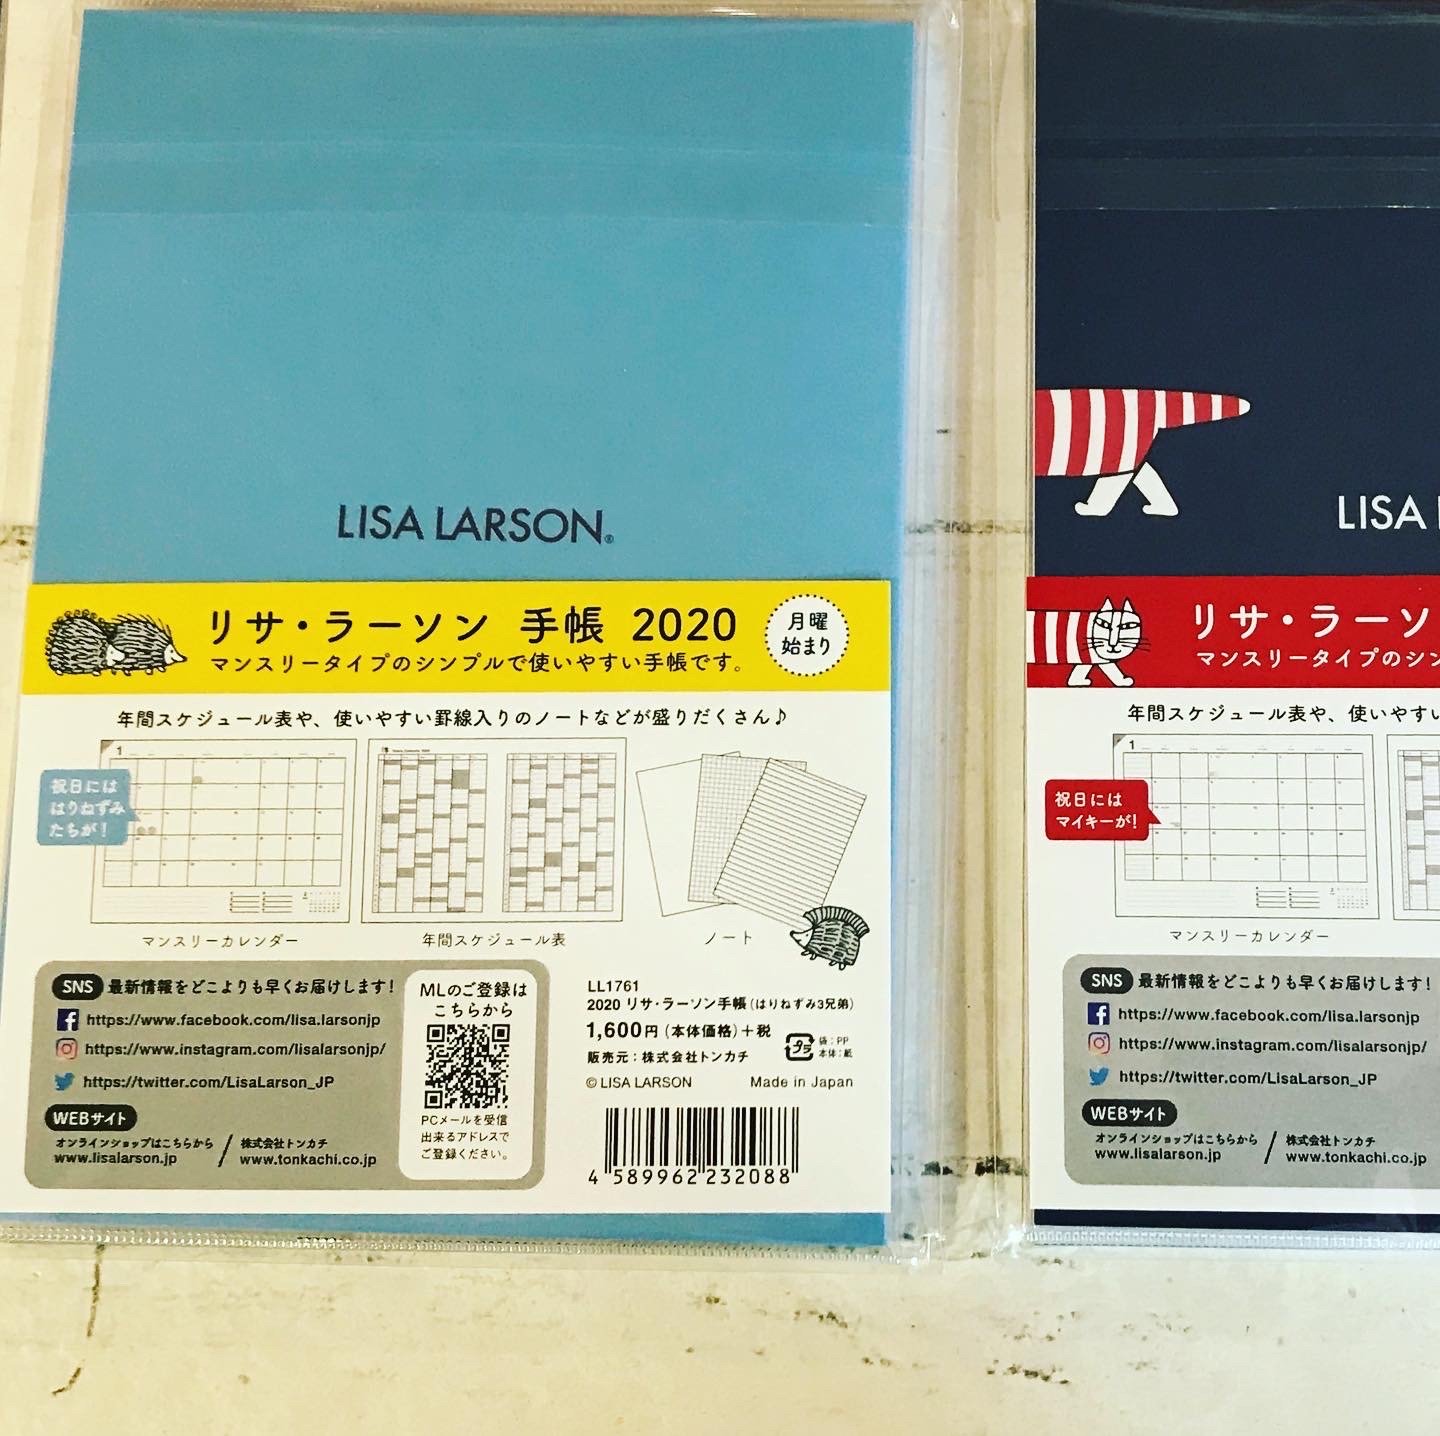 LISA LARSON®
リサ・ラーソン 手帳 2020
月曜
始まり
マンスリータイプのシンプルで使いやすい手帳です。
年間スケジュール表や、使いやすい罫線入りのノートなどが盛りだくさん♪
1
祝日には
はりねずみ
たちが!
マンスリーカレンダー
年間スケジュール表
ノート
SNS 最新情報をどこよりも早くお届けします!
https://www.facebook.com/lisa.larsonjp
https://www.instagram.com/lisalarsonjp/
https://twitter.com/LisaLarson_JP
WEBサイト
オンラインショップはこちらから
www.lisalarson.jp
株式会社トンカチ
www.tonkachi.co.jp
MLのご登録は
こちらから
PCメールを受信
出来るアドレスで
ご登録ください。
LL1761
2020 リサ・ラーソン手帳(はりねずみ3兄弟)
1,600円(本体価格)+税
販売元:株式会社トンカチ
プラ
袋:PP
本体:紙
©LISA LARSON Made in Japan
4 589962 232088
LISA
リサ・ラーソ
マンスリータイプのシン
年間スケジュール表や、使いやすい
1
祝日には
マイキーが!
マンスリーカレンダー
SNS 最新情報をどこよりも早くお届けします!
https://www.facebook.com/lisa.larsonjp
https://www.instagram.com/lisalarsonjp/
https://twitter.com/LisaLarson_JP
WEBサイト
オンラインショップはこちらから
www.lisalarson.jp
株式会社トンカチ
www.tonkachi.co.jp